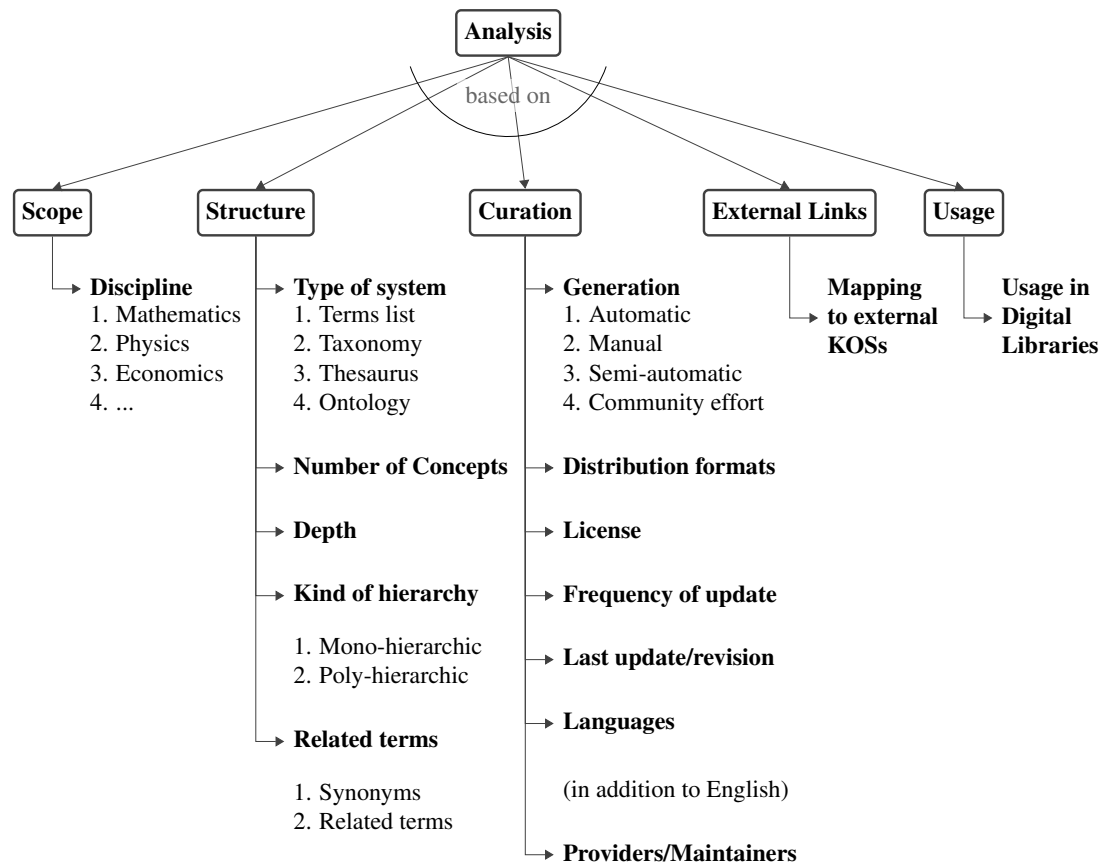 Analysis
based on
Scope
Structure
Curation
External Links
Usage
Discipline
1. Mathematics
2. Physics
3. Economics
4. ...
Type of system
1. Terms list
2. Taxonomy
3. Thesaurus
4. Ontology
Number of Concepts
Depth
Kind of hierarchy
1. Mono-hierarchic
2. Poly-hierarchic
Related terms
1. Synonyms
2. Related terms
Generation
1. Automatic
2. Manual
3. Semi-automatic
4. Community effort
Distribution formats
License
Frequency of update
Last update/revision
Languages
(in addition to English)
Providers/Maintainers
Mapping
to external
KOSs
Usage in
Digital
Libraries